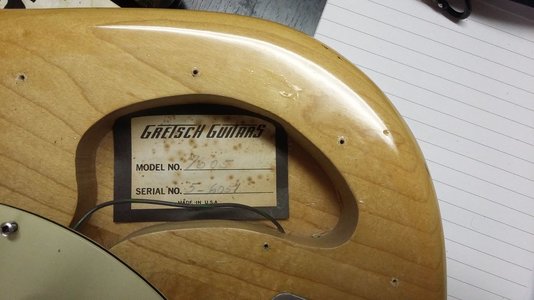 GRETSCH GUITARS
MODEL NO.
SERIAL NO.
MADE IN U.S.A.